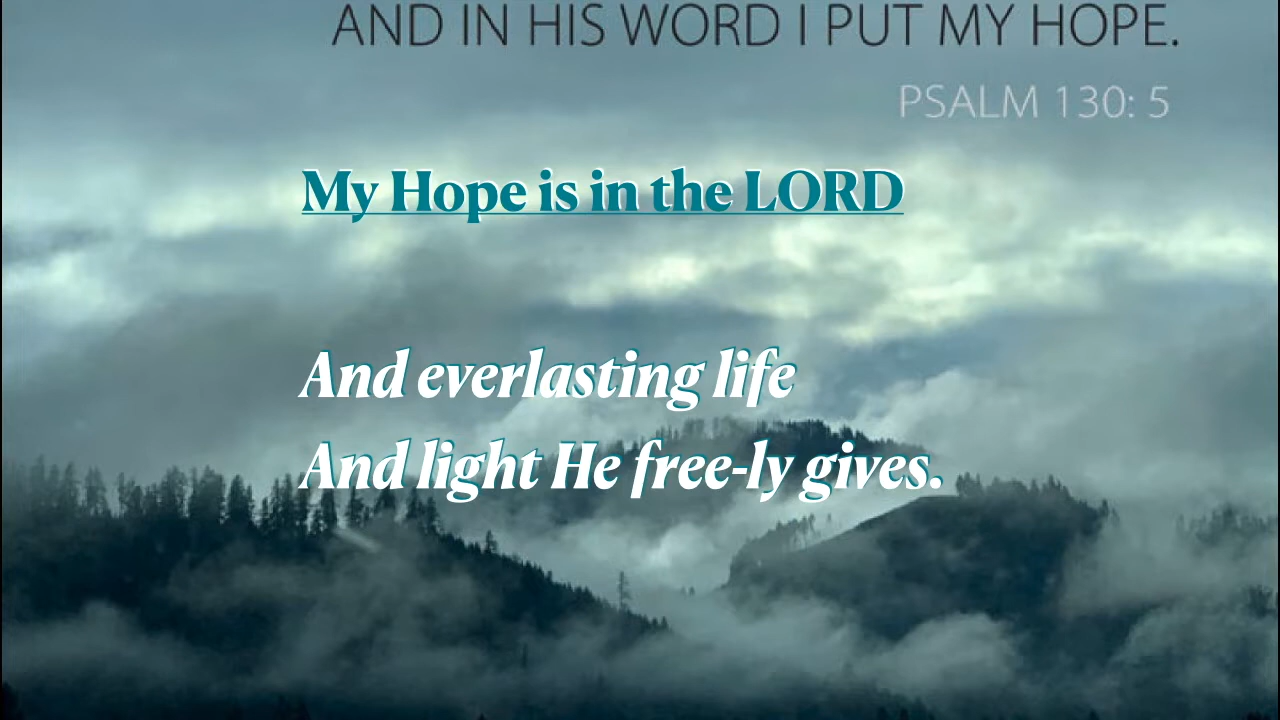 AND IN HIS WORD I PUT MY HOPE.
PSALM 130: 5
My Hope is in the LORD
And everlasting life
And light He free-ly gives.